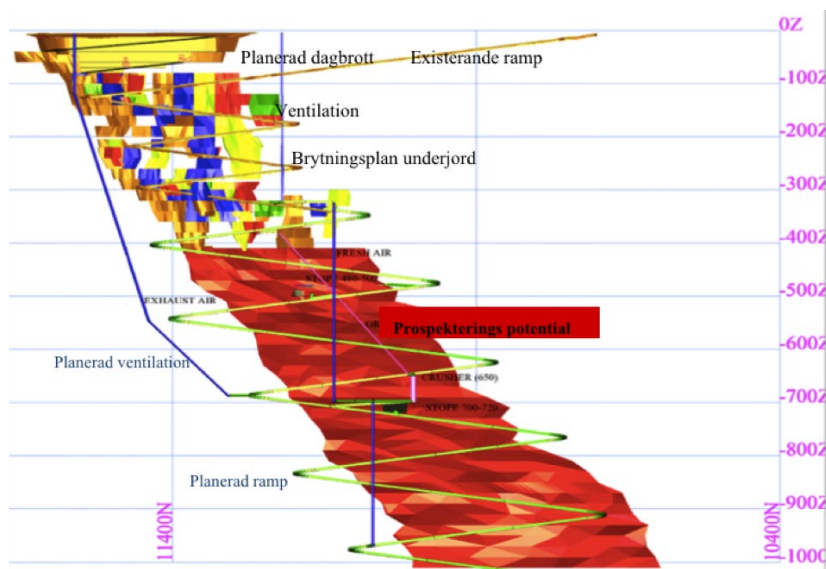 0Z
Planerad dagbrott
Existerande ramp
-100Z
Ventilation
Brytningsplan underjord
-200Z
-300Z
-400Z
FRESH AIR
-500Z
EXHAUST AIR
Prospekterings potential
-600Z
Planerad ventilation
CRUSHER (650)
-700Z
STOPE 700-720
-800Z
Planerad ramp
-900Z
11400N
10400N
-1000